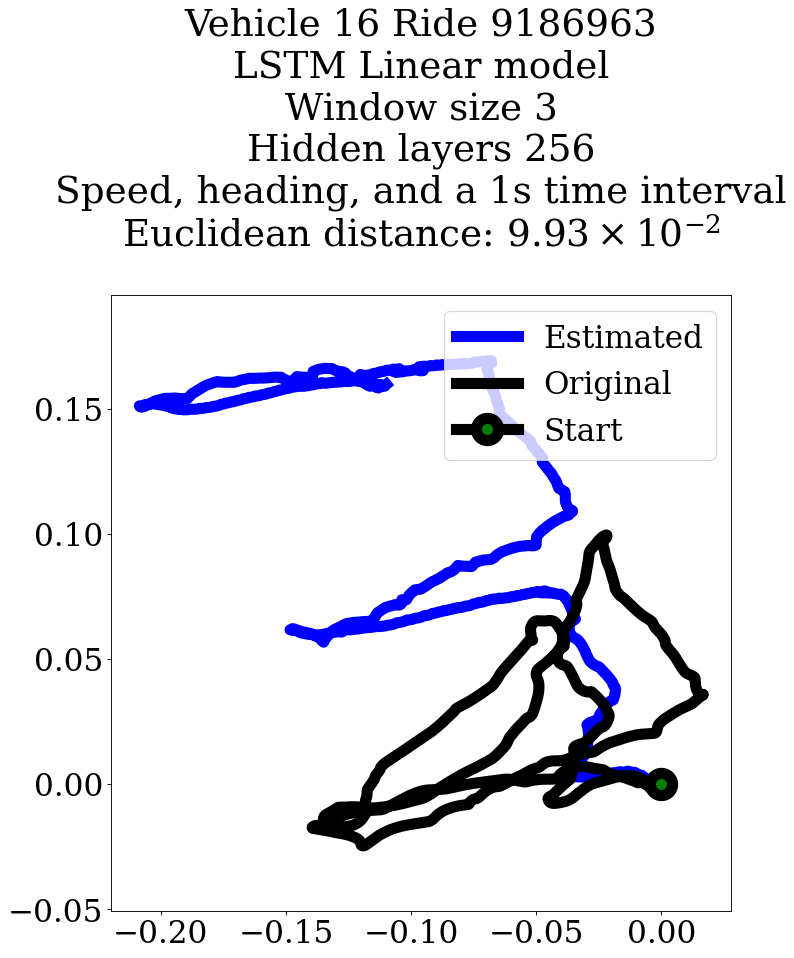 Vehicle 16 Ride 9186963
LSTM Linear model
Window size 3
Hidden layers 256
Speed, heading, and a 1s time interval
Euclidean distance: 9.93 × 10⁻²
Estimated
Original
Start
0.15
0.10
0.05
0.00
−0.05
−0.20 −0.15 −0.10 −0.05 0.00